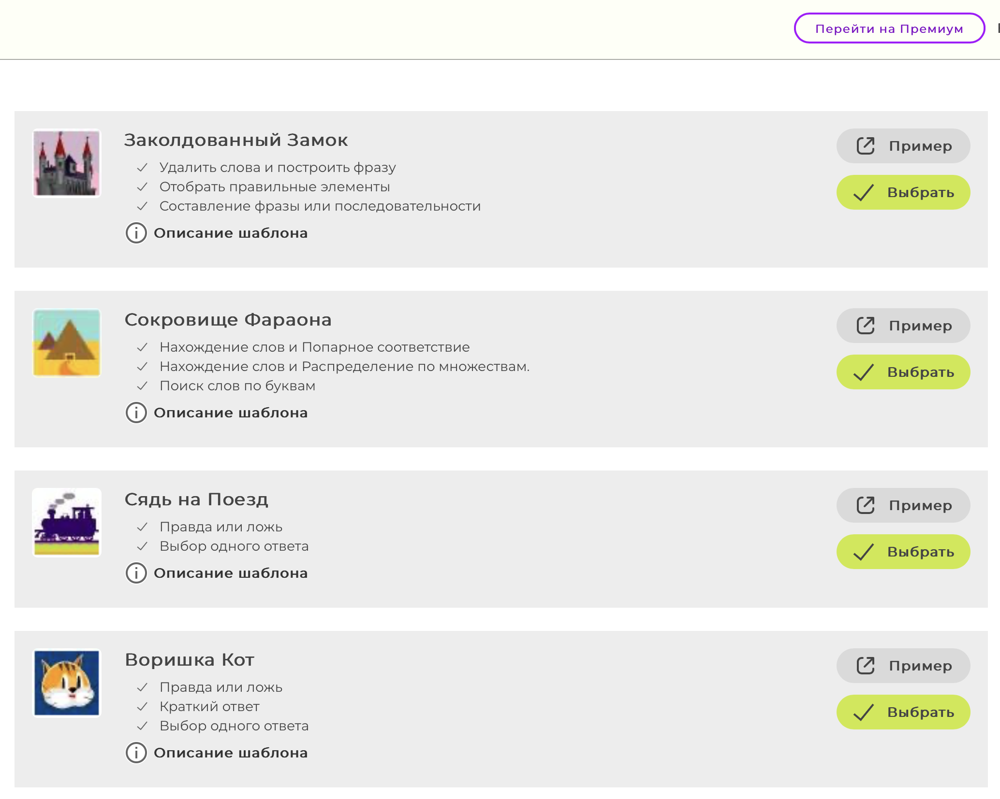 Перейти на Премиум
Заколдованный Замок
Удалить слова и построить фразу
Отобрать правильные элементы
Составление фразы или последовательности
Описание шаблона
Пример
Выбрать
Сокровище Фараона
Нахождение слов и Попарное соответствие
Нахождение слов и Распределение по множествам.
Поиск слов по буквам
Описание шаблона
Пример
Выбрать
Сядь на Поезд
Правда или ложь
Выбор одного ответа
Описание шаблона
Пример
Выбрать
Воришка Кот
Правда или ложь
Краткий ответ
Выбор одного ответа
Описание шаблона
Пример
Выбрать